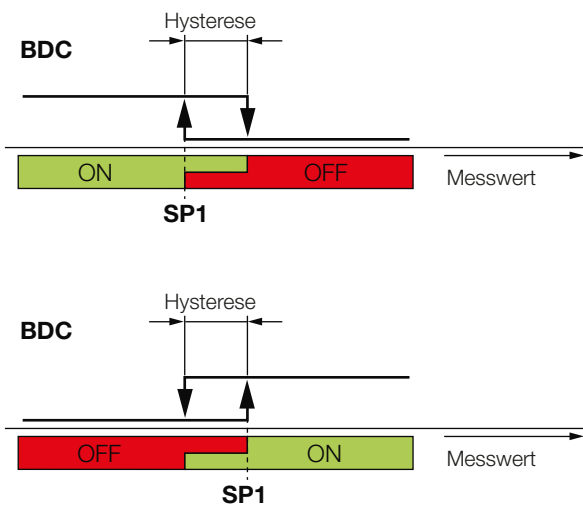 Hysterese
BDC
ON OFF
Messwert
SP1
Hysterese
BDC
OFF ON
Messwert
SP1